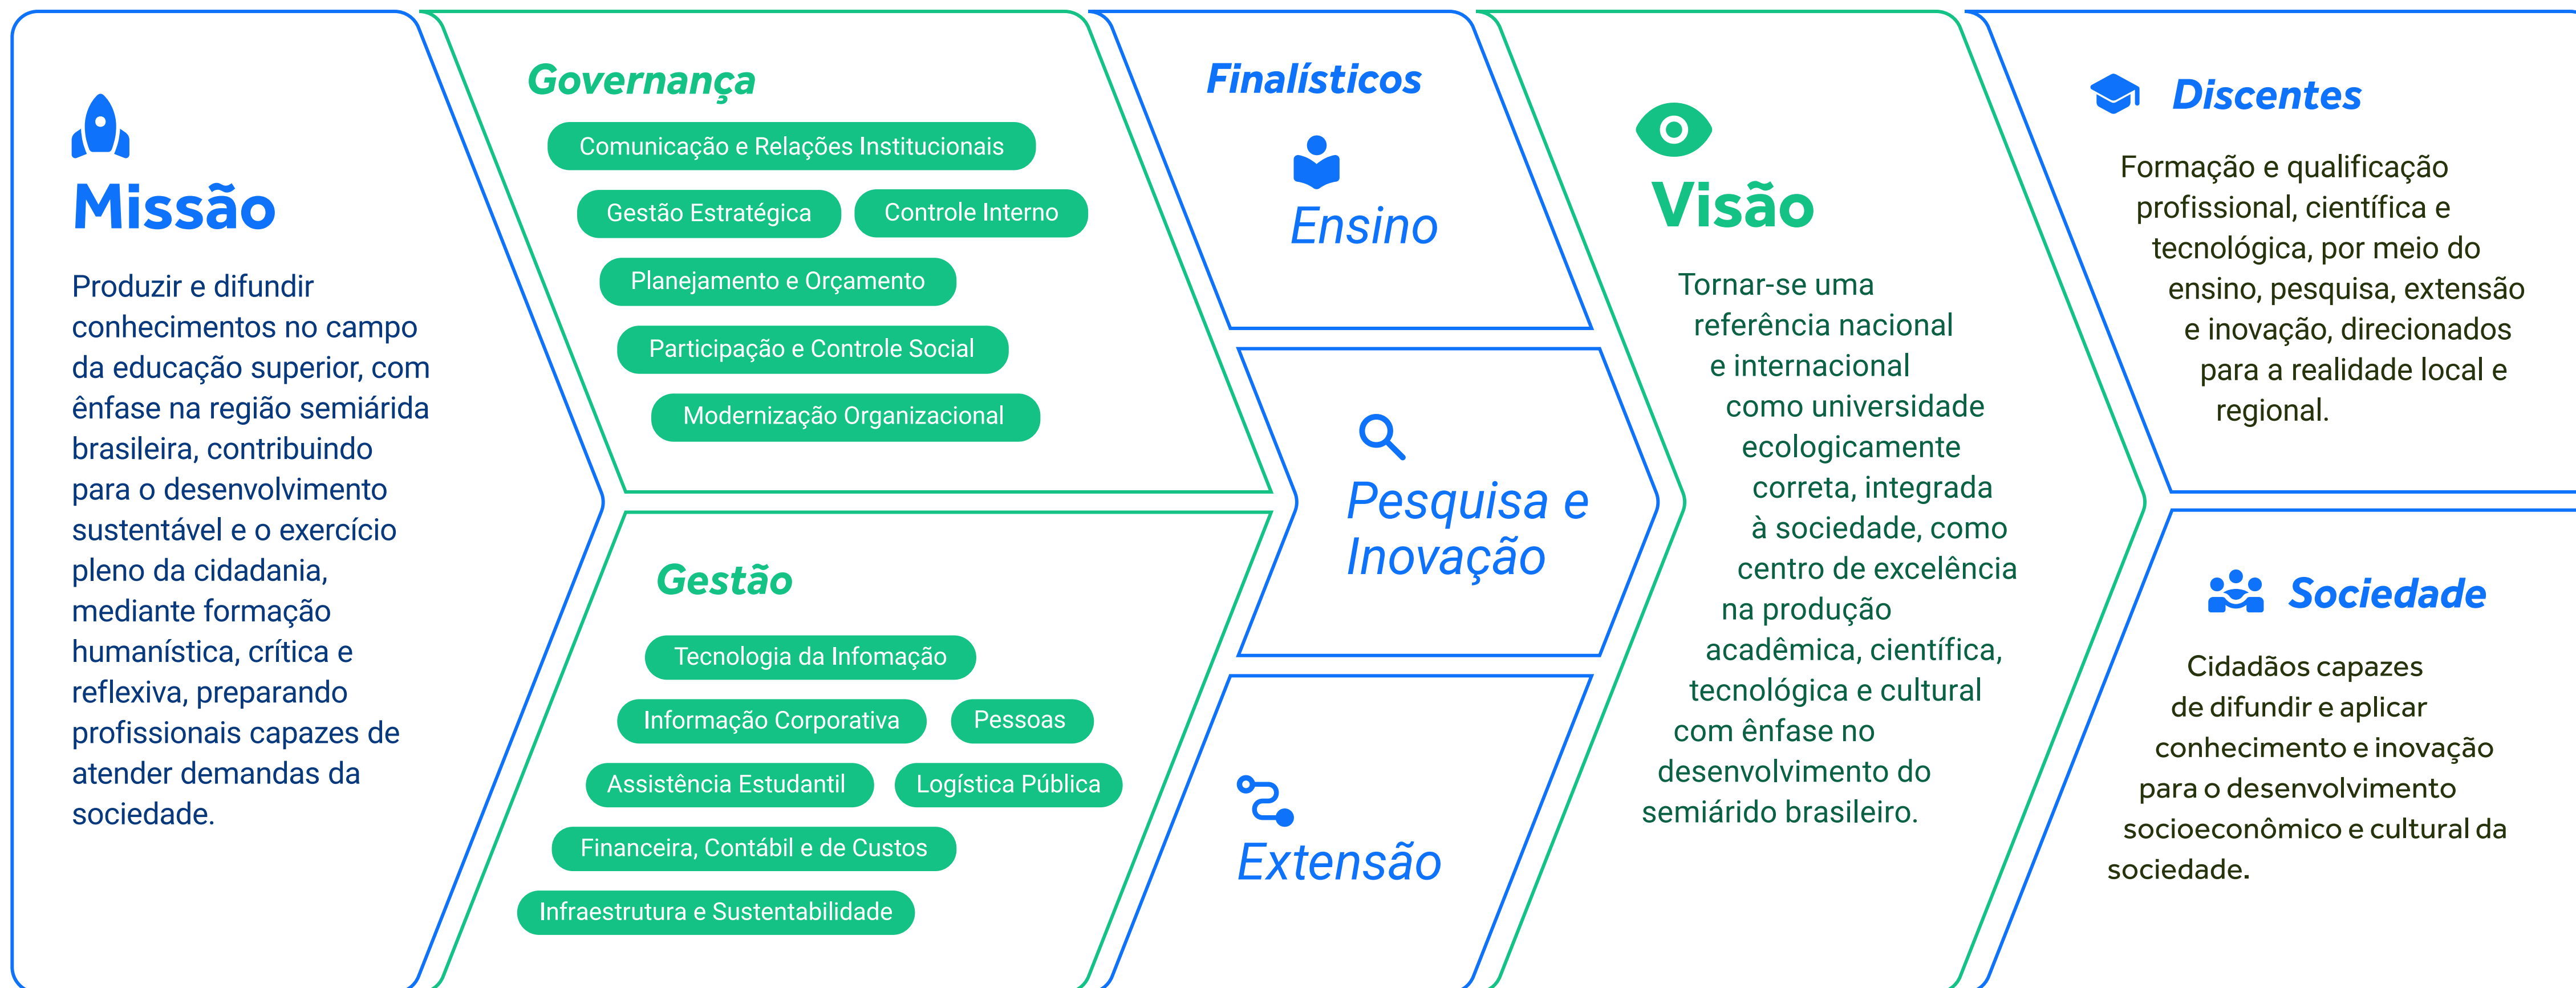 Missão
Produzir e difundir
conhecimentos no campo
da educação superior, com
ênfase na região semiárida
brasileira, contribuindo
para o desenvolvimento
sustentável e o exercício
pleno da cidadania,
mediante formação
humanística, crítica e
reflexiva, preparando
profissionais capazes de
atender demandas da
sociedade.
Governança
Comunicação e Relações Institucionais
Gestão Estratégica
Controle Interno
Planejamento e Orçamento
Participação e Controle Social
Modernização Organizacional
Gestão
Tecnologia da Infomação
Informação Corporativa
Pessoas
Assistência Estudantil
Logística Pública
Financeira, Contábil e de Custos
Infraestrutura e Sustentabilidade
Finalísticos
Ensino
Pesquisa e
Inovação
Extensão
Visão
Tornar-se uma
referência nacional
e internacional
como universidade
ecologicamente
correta, integrada
à sociedade, como
centro de excelência
na produção
acadêmica, científica,
tecnológica e cultural
com ênfase no
desenvolvimento do
semiárido brasileiro.
Discentes
Formação e qualificação
profissional, científica e
tecnológica, por meio do
ensino, pesquisa, extensão
e inovação, direcionados
para a realidade local e
regional.
Sociedade
Cidadãos capazes
de difundir e aplicar
conhecimento e inovação
para o desenvolvimento
socioeconômico e cultural da
sociedade.